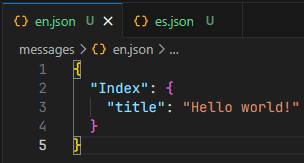 {} en.json U × {} es.json U
messages > {} en.json > ...
1 {
2 "Index": {
3 "title": "Hello world!"
4 }
5 }